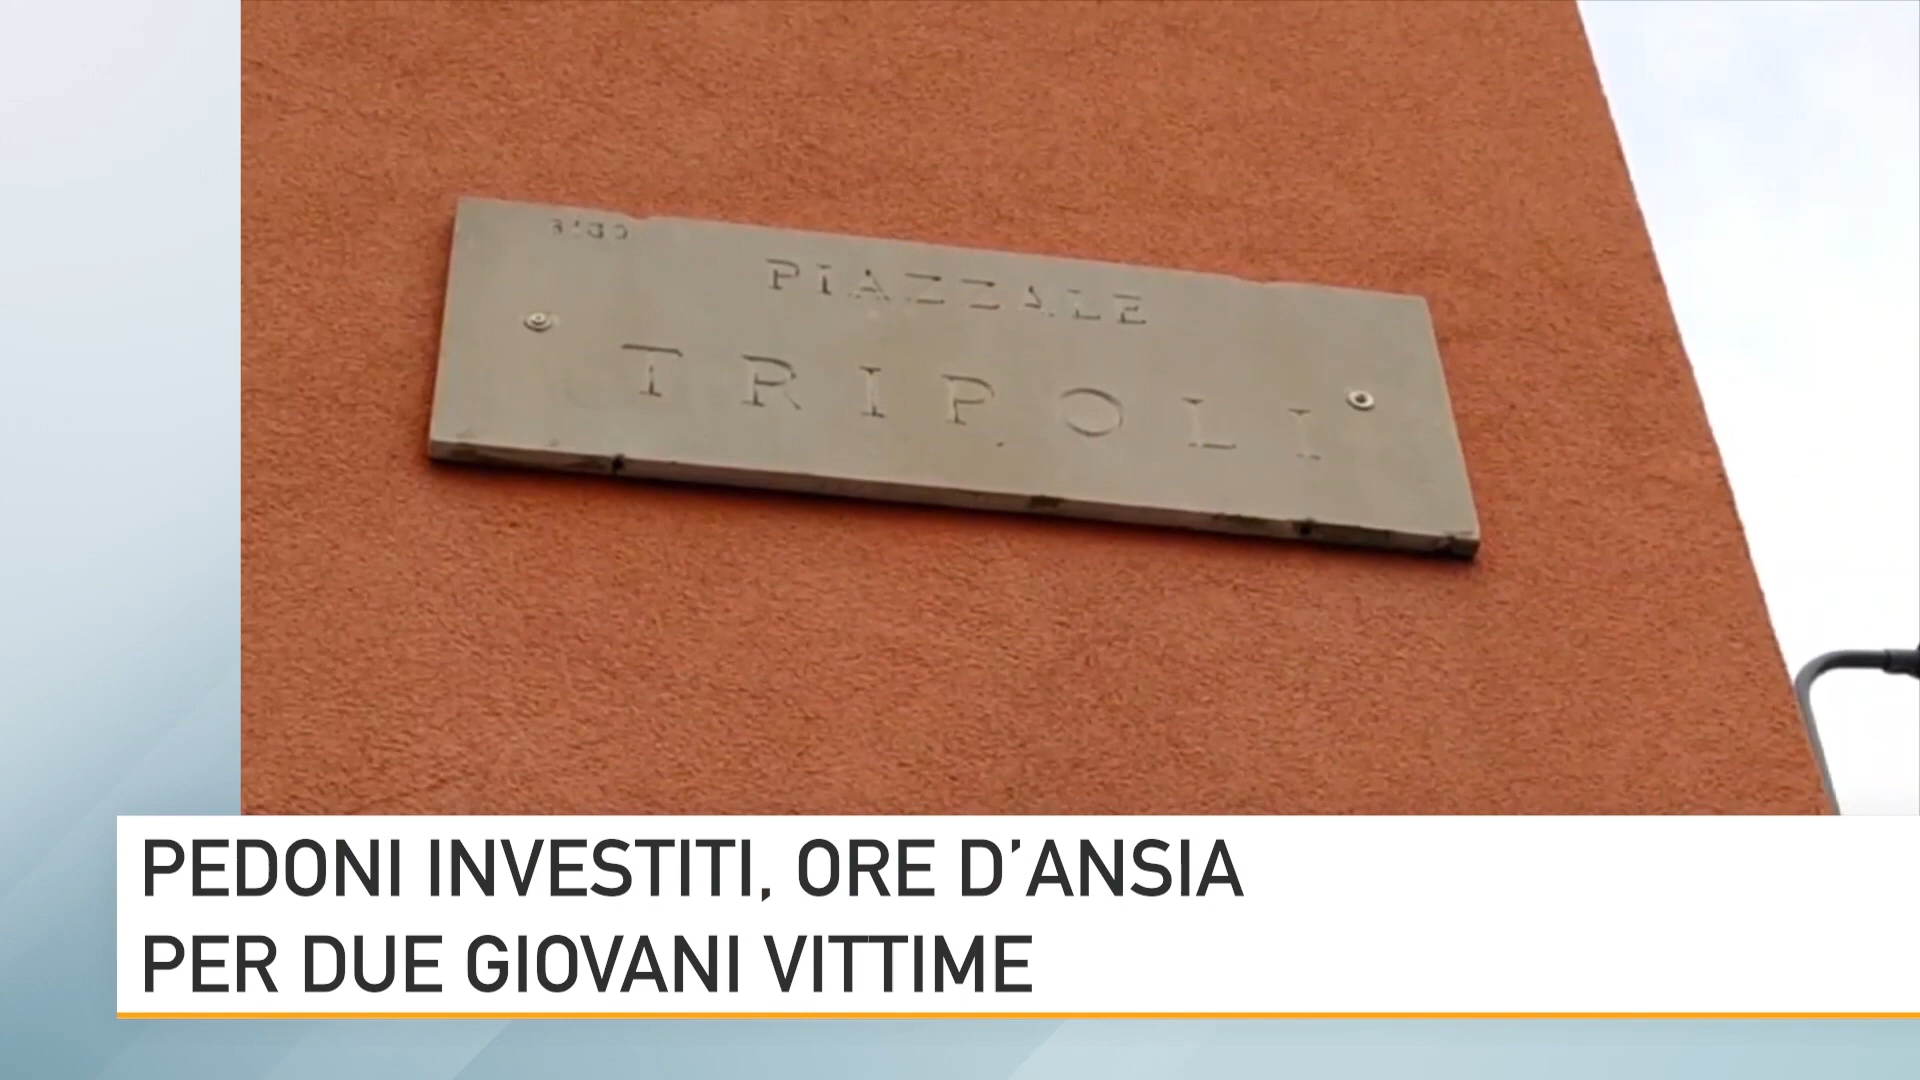 PIAZZALE
TRIPOLI
PEDONI INVESTITI, ORE D'ANSIA
PER DUE GIOVANI VITTIME